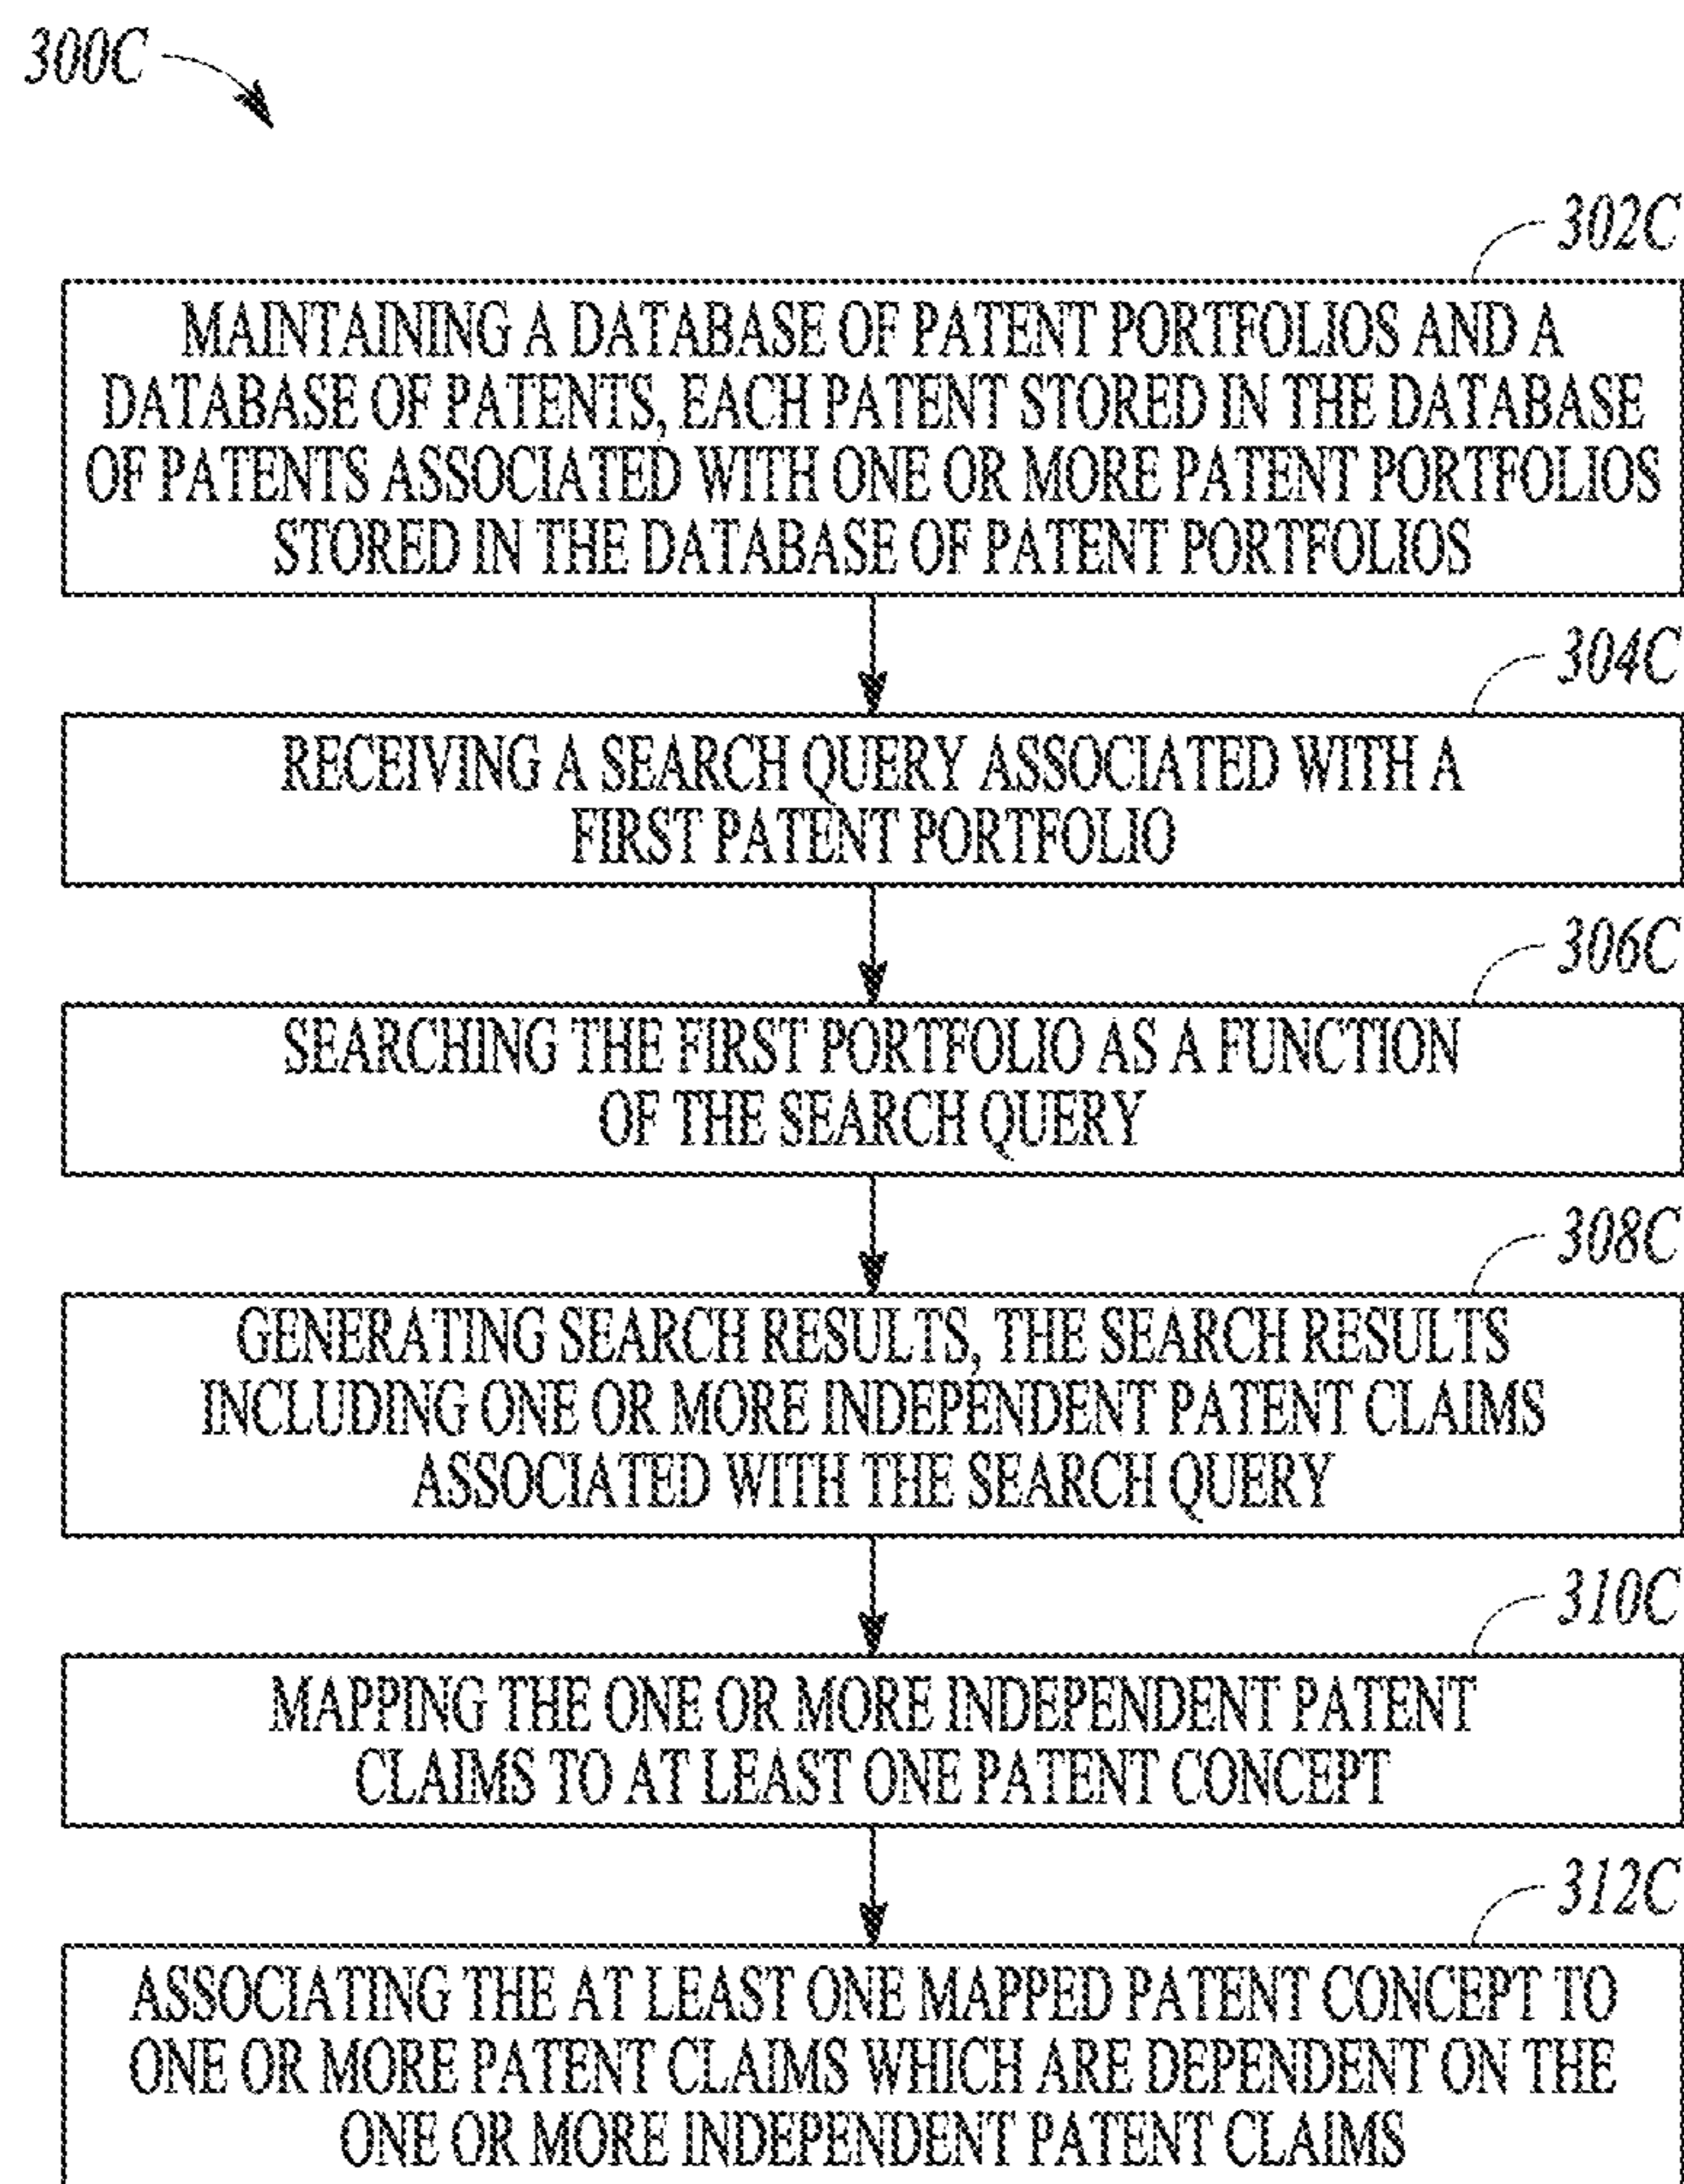 300C
302C
MAINTAINING A DATABASE OF PATENT PORTFOLIOS AND A
DATABASE OF PATENTS, EACH PATENT STORED IN THE DATABASE
OF PATENTS ASSOCIATED WITH ONE OR MORE PATENT PORTFOLIOS
STORED IN THE DATABASE OF PATENT PORTFOLIOS
304C
RECEIVING A SEARCH QUERY ASSOCIATED WITH A
FIRST PATENT PORTFOLIO
306C
SEARCHING THE FIRST PORTFOLIO AS A FUNCTION
OF THE SEARCH QUERY
308C
GENERATING SEARCH RESULTS, THE SEARCH RESULTS
INCLUDING ONE OR MORE INDEPENDENT PATENT CLAIMS
ASSOCIATED WITH THE SEARCH QUERY
310C
MAPPING THE ONE OR MORE INDEPENDENT PATENT
CLAIMS TO AT LEAST ONE PATENT CONCEPT
312C
ASSOCIATING THE AT LEAST ONE MAPPED PATENT CONCEPT TO
ONE OR MORE PATENT CLAIMS WHICH ARE DEPENDENT ON THE
ONE OR MORE INDEPENDENT PATENT CLAIMS